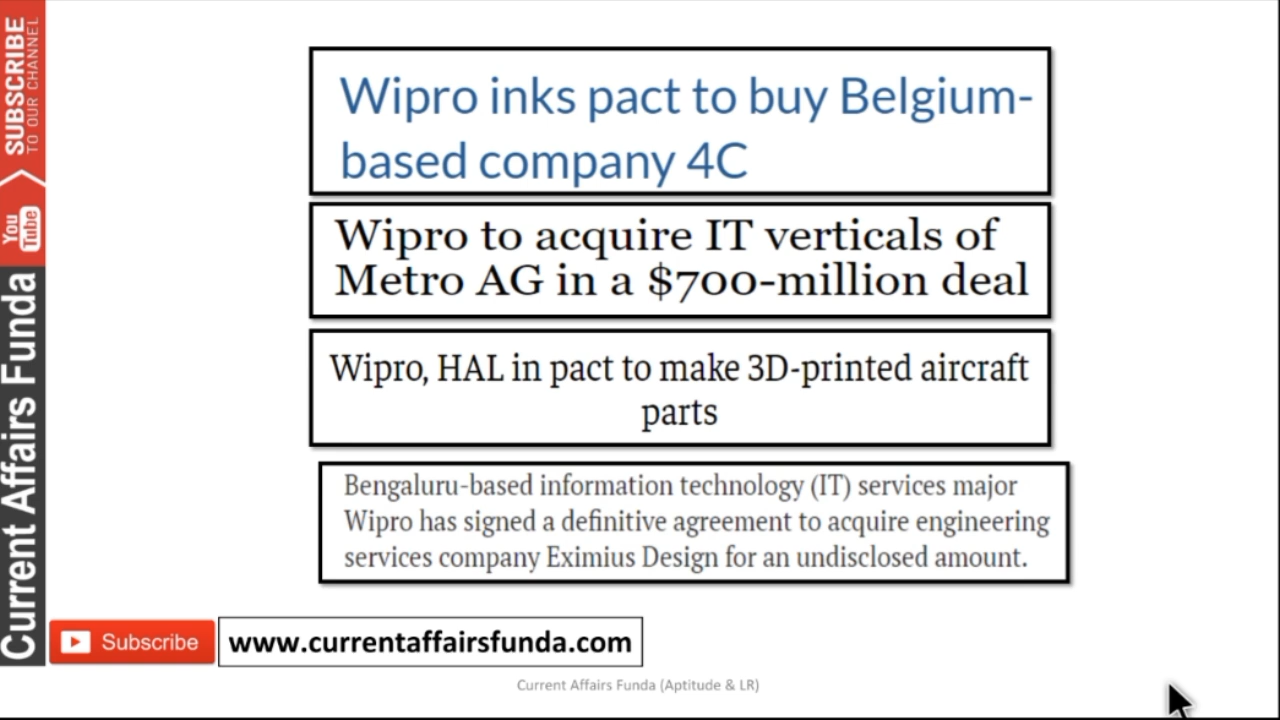 SUBSCRIBE
TO OUR CHANNEL
You
Tube
Current Affairs Funda
Wipro inks pact to buy Belgium-
based company 4C
Wipro to acquire IT verticals of
Metro AG in a $700-million deal
Wipro, HAL in pact to make 3D-printed aircraft
parts
Bengaluru-based information technology (IT) services major
Wipro has signed a definitive agreement to acquire engineering
services company Eximius Design for an undisclosed amount.
Subscribe
www.currentaffairsfunda.com
Current Affairs Funda (Aptitude & LR)